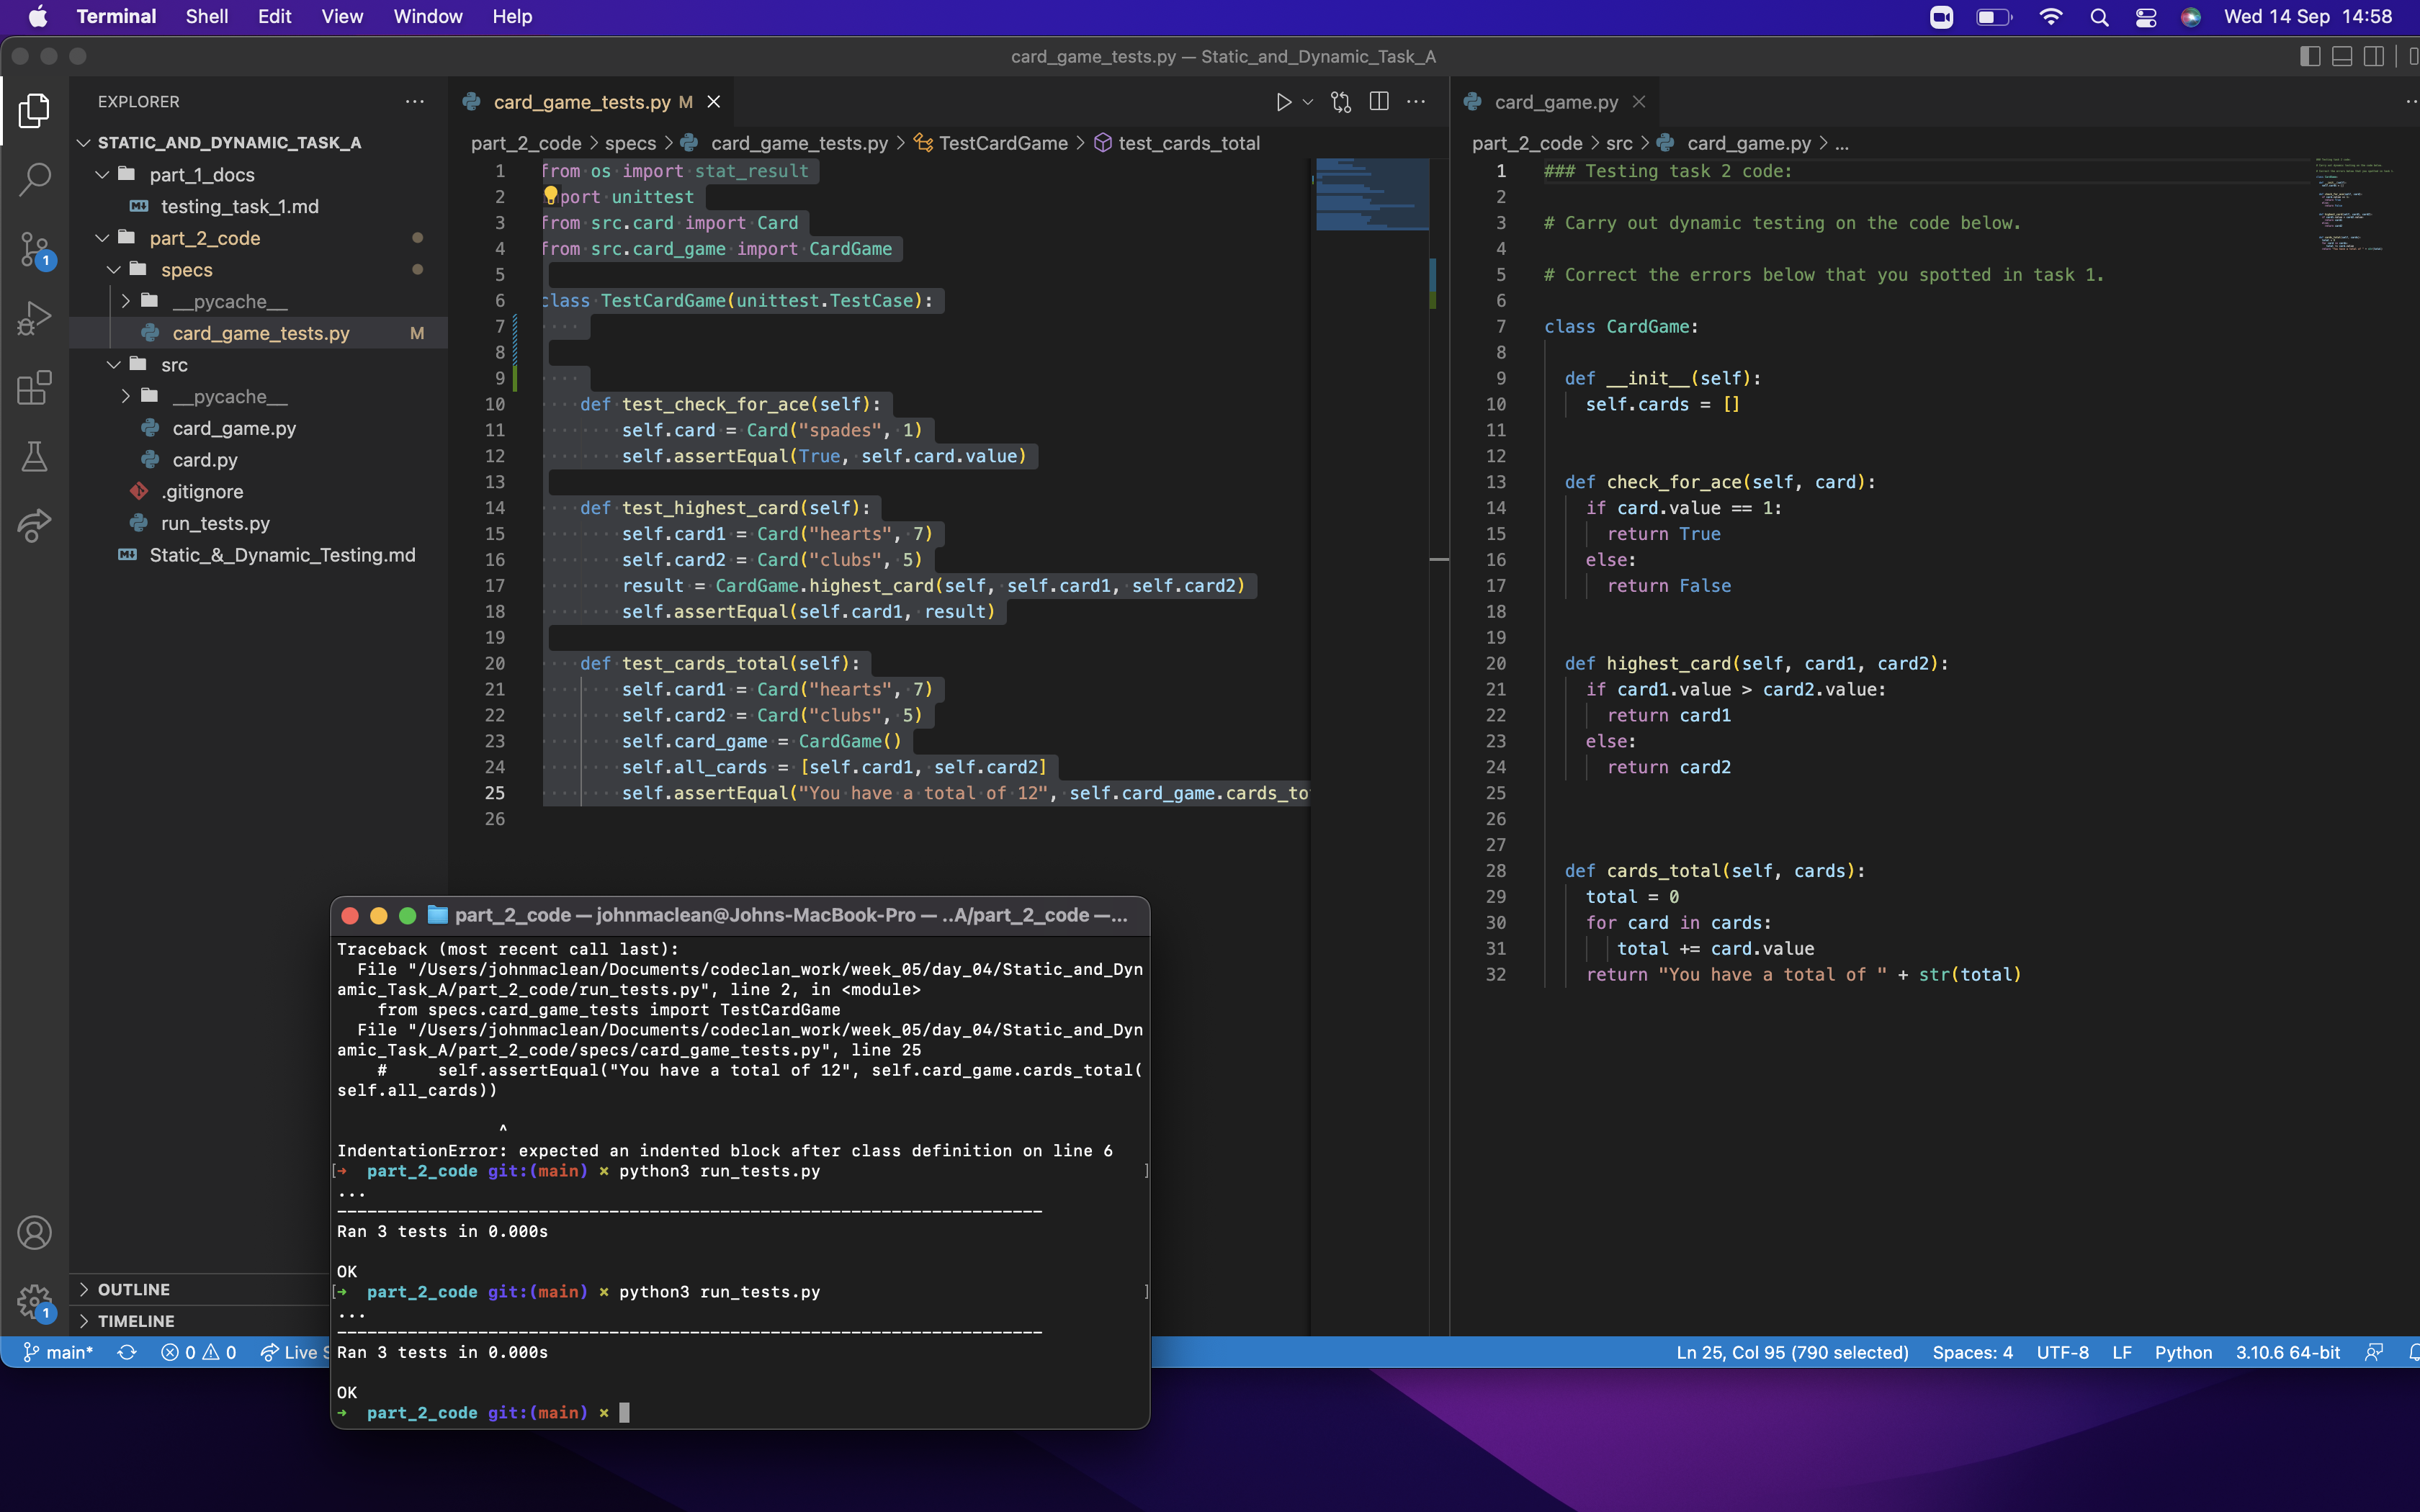 Terminal Shell Edit View Window Help Wed 14 Sep 14:58
card_game_tests.py — Static_and_Dynamic_Task_A
EXPLORER
STATIC_AND_DYNAMIC_TASK_A
part_1_docs
testing_task_1.md
part_2_code
specs
__pycache__
card_game_tests.py M
src
__pycache__
card_game.py
card.py
.gitignore
run_tests.py
Static_&_Dynamic_Testing.md
1
OUTLINE
1
TIMELINE
card_game_tests.py M
part_2_code > specs > card_game_tests.py > TestCardGame > test_cards_total
1 from os import stat_result
2 port unittest
3 from src.card import Card
4 from src.card_game import CardGame
5
6 class TestCardGame(unittest.TestCase):
7
8
9
10 def test_check_for_ace(self):
11 self.card = Card("spades", 1)
12 self.assertEqual(True, self.card.value)
13
14 def test_highest_card(self):
15 self.card1 = Card("hearts", 7)
16 self.card2 = Card("clubs", 5)
17 result = CardGame.highest_card(self, self.card1, self.card2)
18 self.assertEqual(self.card1, result)
19
20 def test_cards_total(self):
21 self.card1 = Card("hearts", 7)
22 self.card2 = Card("clubs", 5)
23 self.card_game = CardGame()
24 self.all_cards = [self.card1, self.card2]
25 self.assertEqual("You have a total of 12", self.card_game.cards_to
26
card_game.py
part_2_code > src > card_game.py > ...
1 ### Testing task 2 code:
2
3 # Carry out dynamic testing on the code below.
4
5 # Correct the errors below that you spotted in task 1.
6
7 class CardGame:
8
9 def __init__(self):
10 self.cards = []
11
12
13 def check_for_ace(self, card):
14 if card.value == 1:
15 return True
16 else:
17 return False
18
19
20 def highest_card(self, card1, card2):
21 if card1.value > card2.value:
22 return card1
23 else:
24 return card2
25
26
27
28 def cards_total(self, cards):
29 total = 0
30 for card in cards:
31 total += card.value
32 return "You have a total of " + str(total)
part_2_code — johnmaclean@Johns-MacBook-Pro — ..A/part_2_code —...
Traceback (most recent call last):
File "/Users/johnmaclean/Documents/codeclan_work/week_05/day_04/Static_and_Dyn
amic_Task_A/part_2_code/run_tests.py", line 2, in <module>
from specs.card_game_tests import TestCardGame
File "/Users/johnmaclean/Documents/codeclan_work/week_05/day_04/Static_and_Dyn
amic_Task_A/part_2_code/specs/card_game_tests.py", line 25
# self.assertEqual("You have a total of 12", self.card_game.cards_total(
self.all_cards))
^
IndentationError: expected an indented block after class definition on line 6
[→ part_2_code git:(main) × python3 run_tests.py ]
...
----------------------------------------------------------------------
Ran 3 tests in 0.000s
OK
[→ part_2_code git:(main) × python3 run_tests.py ]
...
----------------------------------------------------------------------
Ran 3 tests in 0.000s
OK
→ part_2_code git:(main) ×
main* 0 0 Live S
Ln 25, Col 95 (790 selected) Spaces: 4 UTF-8 LF Python 3.10.6 64-bit